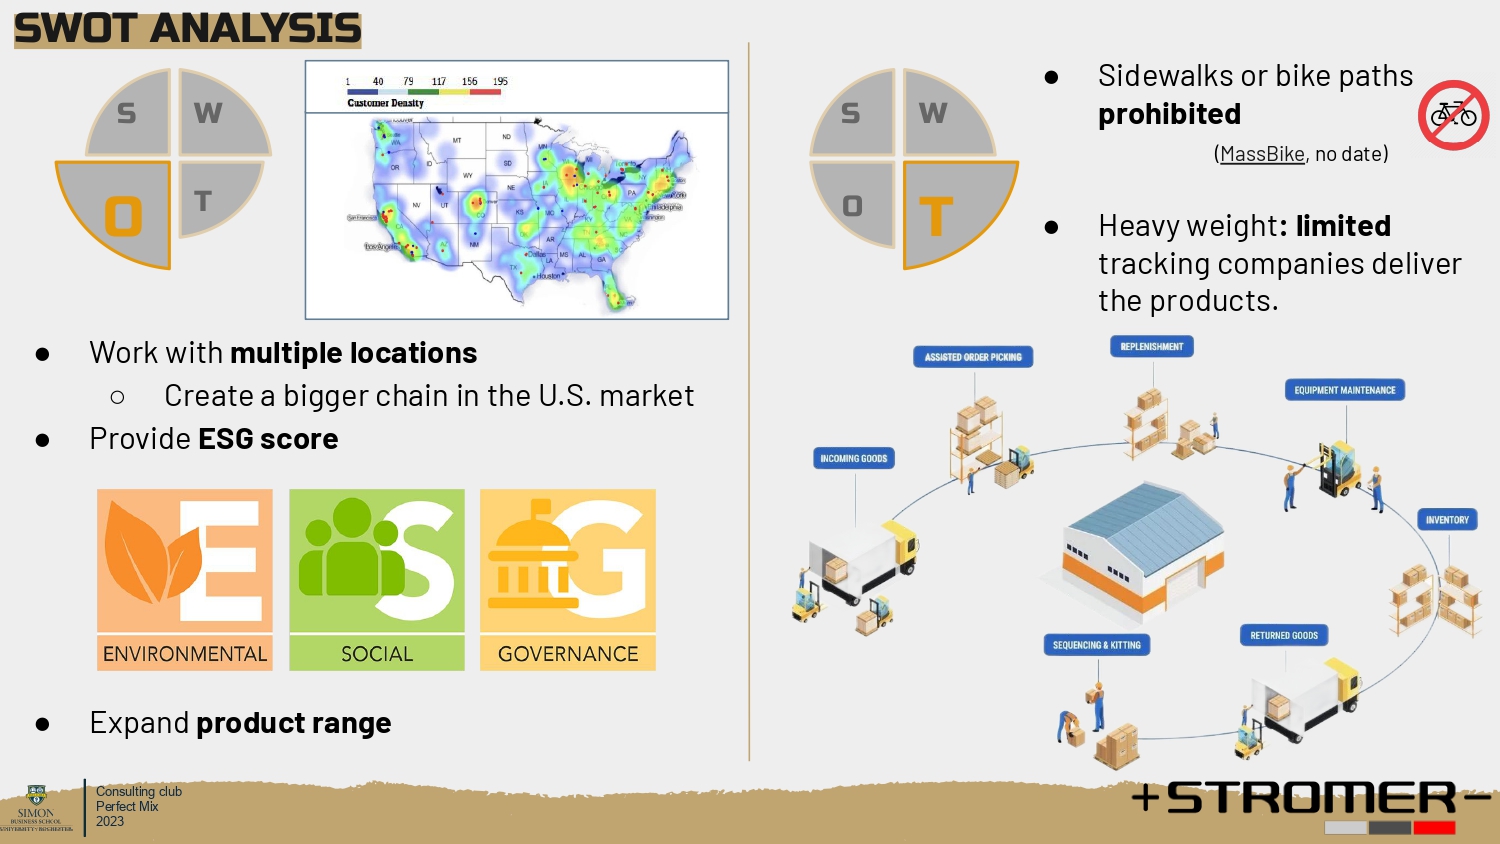 SWOT ANALYSIS
S
W
O
T
1 40 79 117 156 195
Customer Density
WA
MT
ND
MN
OR
ID
SD
WY
NE
NV
UT
CO
KS
MO
PA
CA
NM
AR
MS
AL
GA
TX
LA
Dallas
Houston
San Francisco
Los Angeles
Philadelphia
● Work with multiple locations
○ Create a bigger chain in the U.S. market
● Provide ESG score
E
S
G
ENVIRONMENTAL
SOCIAL
GOVERNANCE
● Expand product range
S
W
O
T
● Sidewalks or bike paths
prohibited
(MassBike, no date)
● Heavy weight: limited
tracking companies deliver
the products.
ASSISTED ORDER PICKING
REPLENISHMENT
EQUIPMENT MAINTENANCE
INCOMING GOODS
INVENTORY
RETURNED GOODS
SEQUENCING & KITTING
SIMON
BUSINESS SCHOOL
UNIVERSITY of ROCHESTER
Consulting club
Perfect Mix
2023
STROMER